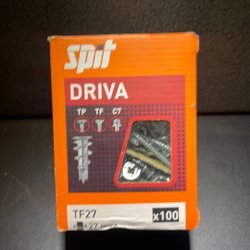 spit
DRIVA
TP TF C7
TF27
x100